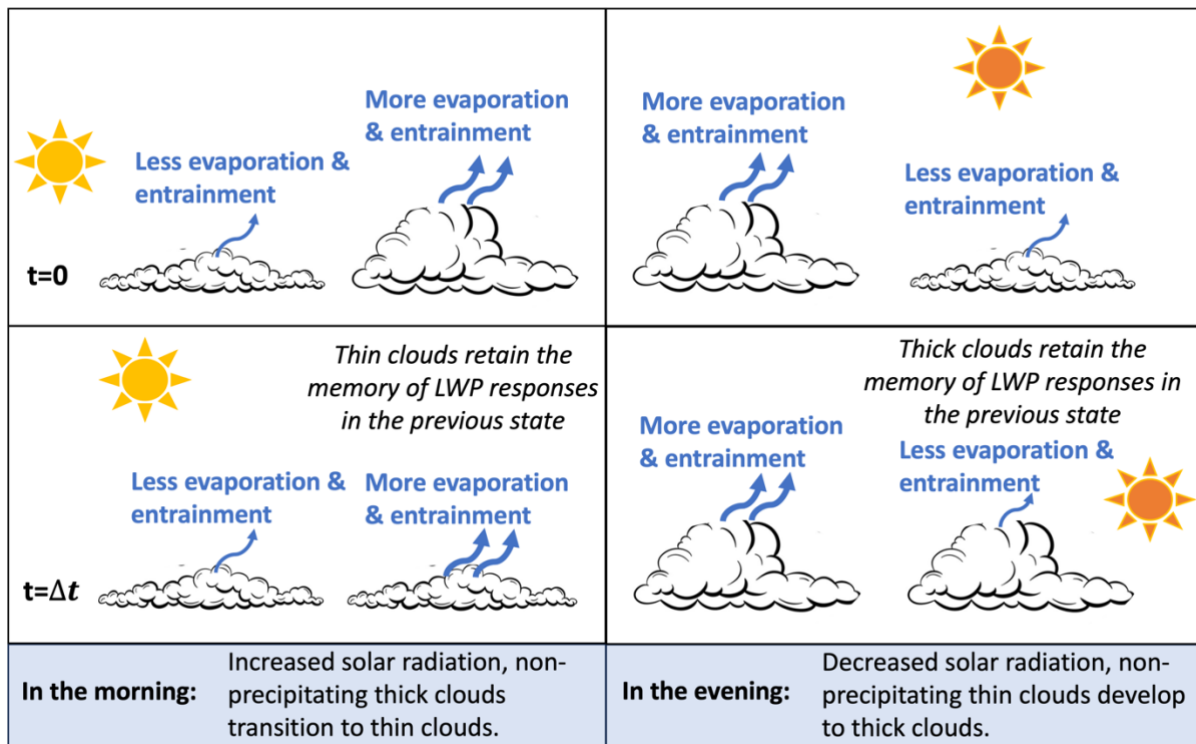 More evaporation
& entrainment
Less evaporation &
entrainment
t=0
More evaporation
& entrainment
Less evaporation &
entrainment
Thin clouds retain the
memory of LWP responses
in the previous state
Less evaporation &
entrainment
More evaporation
& entrainment
t=Δt
Thick clouds retain the
memory of LWP responses in
the previous state
More evaporation
& entrainment
Less evaporation &
entrainment
In the morning:
Increased solar radiation, non-
precipitating thick clouds
transition to thin clouds.
In the evening:
Decreased solar radiation, non-
precipitating thin clouds develop
to thick clouds.